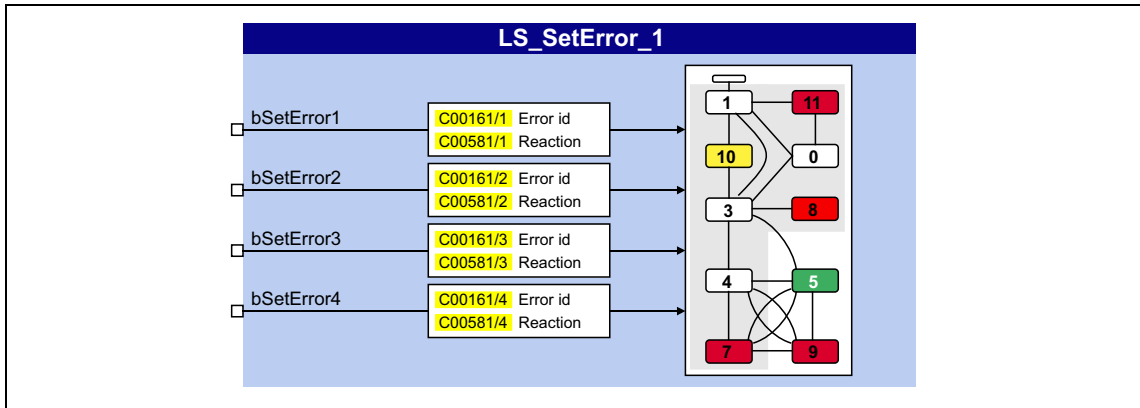 LS_SetError_1
bSetError1
C00161/1 Error id
C00581/1 Reaction
bSetError2
C00161/2 Error id
C00581/2 Reaction
bSetError3
C00161/3 Error id
C00581/3 Reaction
bSetError4
C00161/4 Error id
C00581/4 Reaction
1 11
10 0
3 8
4 5
7 9